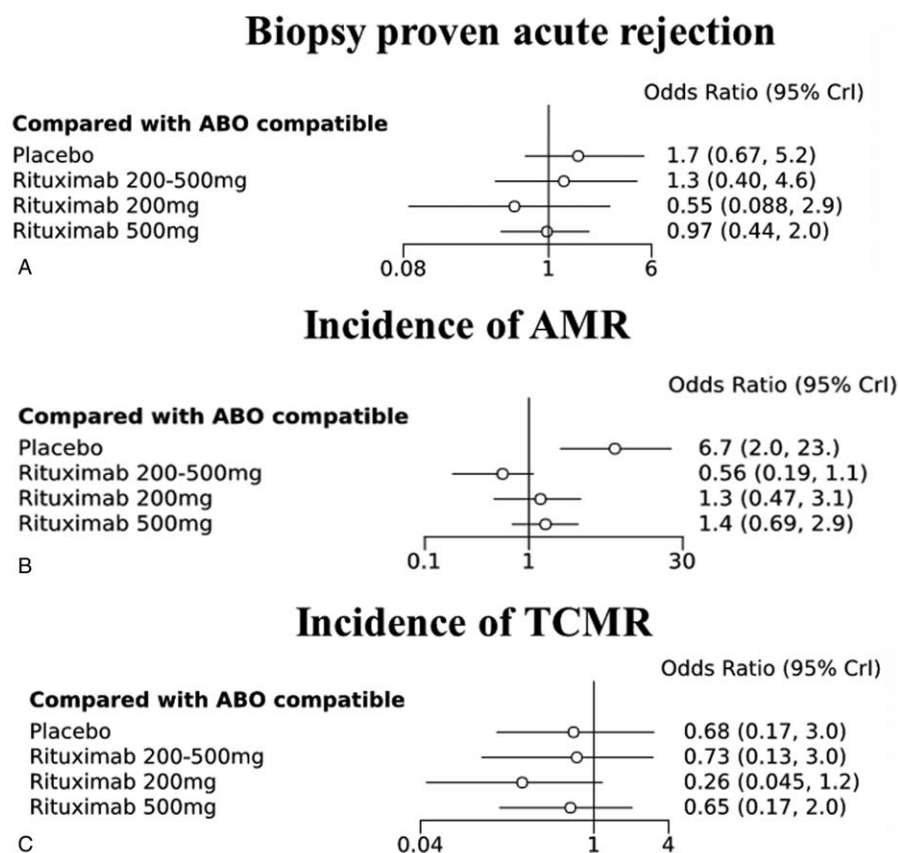 Biopsy proven acute rejection
Odds Ratio (95% CrI)
Compared with ABO compatible
Placebo 1.7 (0.67, 5.2)
Rituximab 200-500mg 1.3 (0.40, 4.6)
Rituximab 200mg 0.55 (0.088, 2.9)
Rituximab 500mg 0.97 (0.44, 2.0)
A 0.08 1 6
Incidence of AMR
Odds Ratio (95% CrI)
Compared with ABO compatible
Placebo 6.7 (2.0, 23.)
Rituximab 200-500mg 0.56 (0.19, 1.1)
Rituximab 200mg 1.3 (0.47, 3.1)
Rituximab 500mg 1.4 (0.69, 2.9)
B 0.1 1 30
Incidence of TCMR
Odds Ratio (95% CrI)
Compared with ABO compatible
Placebo 0.68 (0.17, 3.0)
Rituximab 200-500mg 0.73 (0.13, 3.0)
Rituximab 200mg 0.26 (0.045, 1.2)
Rituximab 500mg 0.65 (0.17, 2.0)
C 0.04 1 4